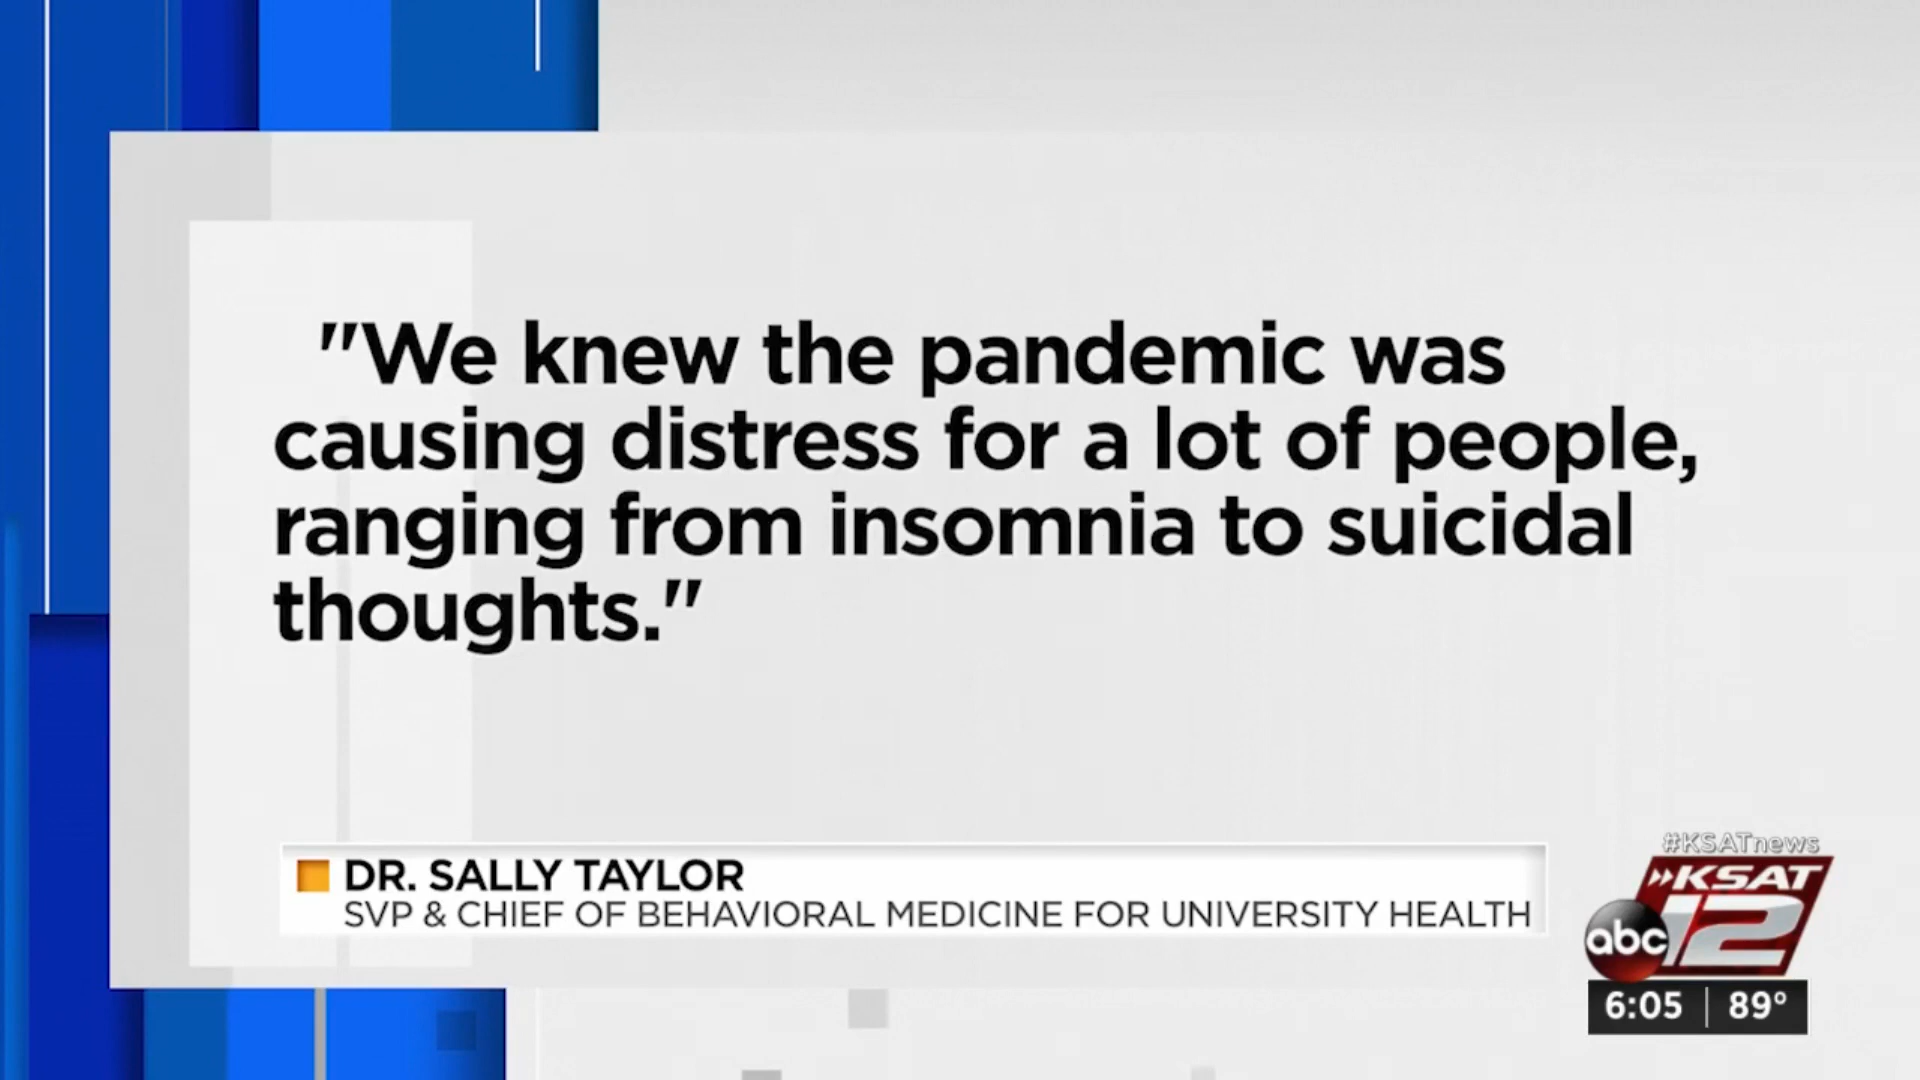 "We knew the pandemic was
causing distress for a lot of people,
ranging from insomnia to suicidal
thoughts."
DR. SALLY TAYLOR
SVP & CHIEF OF BEHAVIORAL MEDICINE FOR UNIVERSITY HEALTH
#KSATnews
KSAT
abc 12
6:05 | 89°